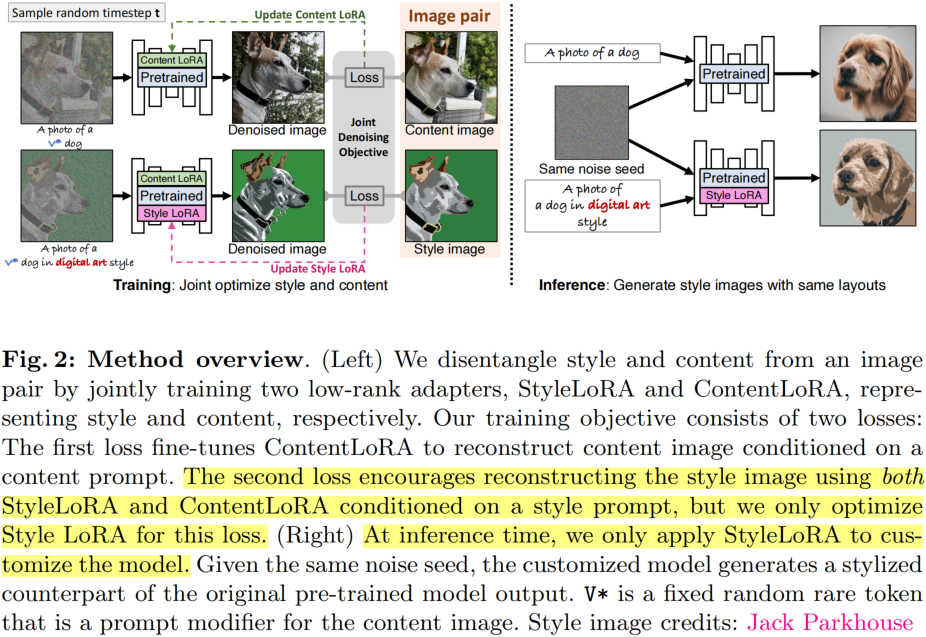 Sample random timestep t
Update Content LoRA
Image pair
Content LoRA
Pretrained
Loss
A photo of a
V* dog
Denoised image
Content image
Joint
Denoising
Objective
Content LoRA
Pretrained
Style LoRA
Loss
A photo of a
V* dog in digital art style
Denoised image
Style image
Update Style LoRA
Training: Joint optimize style and content
A photo of a dog
Pretrained
Same noise seed
A photo of
a dog in digital art
style
Pretrained
Style LoRA
Inference: Generate style images with same layouts
Fig. 2: Method overview. (Left) We disentangle style and content from an image
pair by jointly training two low-rank adapters, StyleLoRA and ContentLoRA, repre-
senting style and content, respectively. Our training objective consists of two losses:
The first loss fine-tunes ContentLoRA to reconstruct content image conditioned on a
content prompt. The second loss encourages reconstructing the style image using both
StyleLoRA and ContentLoRA conditioned on a style prompt, but we only optimize
Style LoRA for this loss. (Right) At inference time, we only apply StyleLoRA to cus-
tomize the model. Given the same noise seed, the customized model generates a stylized
counterpart of the original pre-trained model output. V* is a fixed random rare token
that is a prompt modifier for the content image. Style image credits: Jack Parkhouse